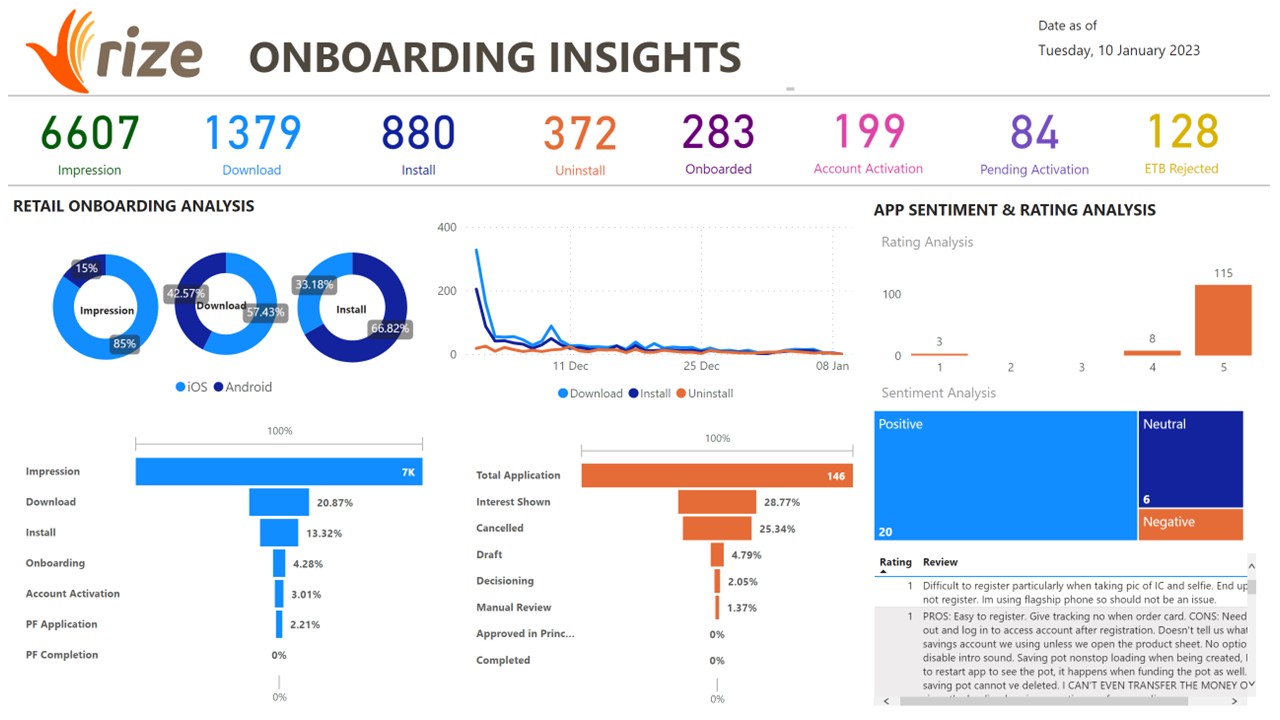 rize
ONBOARDING INSIGHTS
Date as of
Tuesday, 10 January 2023
6607
Impression
1379
Download
880
Install
372
Uninstall
283
Onboarded
199
Account Activation
84
Pending Activation
128
ETB Rejected
RETAIL ONBOARDING ANALYSIS
15%
Impression
85%
42.57%
Download
57.43%
33.18%
Install
66.82%
iOS Android
400
200
0
11 Dec 25 Dec 08 Jan
Download Install Uninstall
APP SENTIMENT & RATING ANALYSIS
Rating Analysis
100
0
3 8 115
1 2 3 4 5
Sentiment Analysis
Positive
20
Neutral
6
Negative
100%
Impression 7K
Download 20.87%
Install 13.32%
Onboarding 4.28%
Account Activation 3.01%
PF Application 2.21%
PF Completion 0%
0%
100%
Total Application 146
Interest Shown 28.77%
Cancelled 25.34%
Draft 4.79%
Decisioning 2.05%
Manual Review 1.37%
Approved in Princ... 0%
Completed 0%
0%
Rating Review
1 Difficult to register particularly when taking pic of IC and selfie. End up
not register. Im using flagship phone so should not be an issue.
1 PROS: Easy to register. Give tracking no when order card. CONS: Need
out and log in to access account after registration. Doesn't tell us what
savings account we using unless we open the product sheet. No optio
disable intro sound. Saving pot nonstop loading when being created,
to restart app to see the pot, it happens when funding the pot as well.
saving pot cannot ve deleted. I CAN'T EVEN TRANSFER THE MONEY O